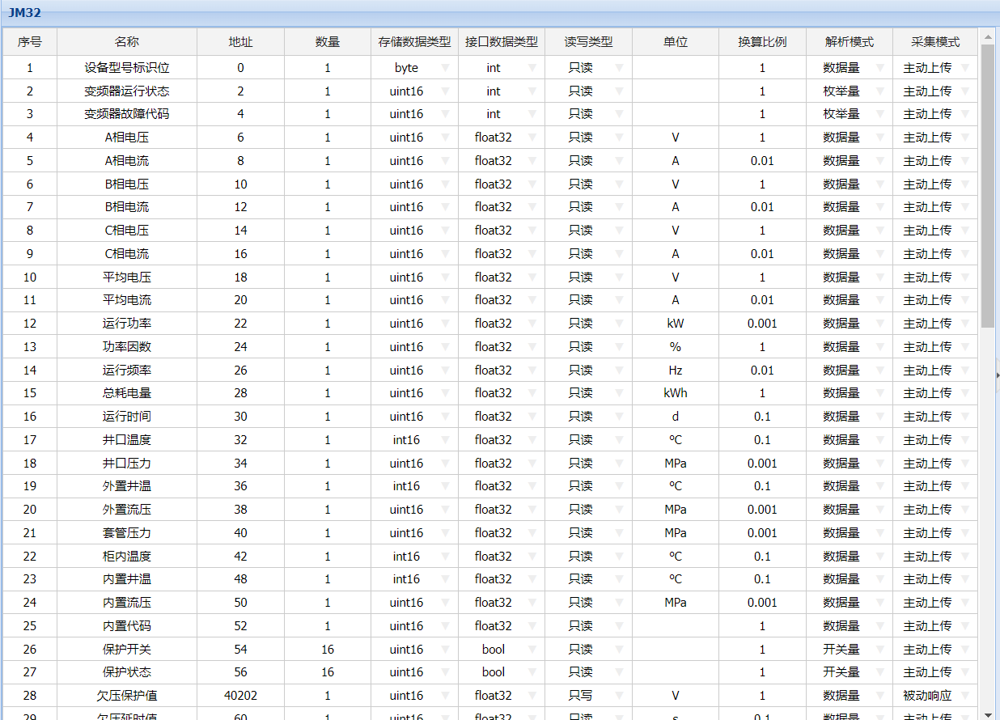 JM32
序号 名称 地址 数量 存储数据类型 接口数据类型 读写类型 单位 换算比例 解析模式 采集模式
1 设备型号标识位 0 1 byte int 只读 1 数据量 主动上传
2 变频器运行状态 2 1 uint16 int 只读 1 枚举量 主动上传
3 变频器故障代码 4 1 uint16 int 只读 1 枚举量 主动上传
4 A相电压 6 1 uint16 float32 只读 V 1 数据量 主动上传
5 A相电流 8 1 uint16 float32 只读 A 0.01 数据量 主动上传
6 B相电压 10 1 uint16 float32 只读 V 1 数据量 主动上传
7 B相电流 12 1 uint16 float32 只读 A 0.01 数据量 主动上传
8 C相电压 14 1 uint16 float32 只读 V 1 数据量 主动上传
9 C相电流 16 1 uint16 float32 只读 A 0.01 数据量 主动上传
10 平均电压 18 1 uint16 float32 只读 V 1 数据量 主动上传
11 平均电流 20 1 uint16 float32 只读 A 0.01 数据量 主动上传
12 运行功率 22 1 uint16 float32 只读 kW 0.001 数据量 主动上传
13 功率因数 24 1 uint16 float32 只读 % 1 数据量 主动上传
14 运行频率 26 1 uint16 float32 只读 Hz 0.01 数据量 主动上传
15 总耗电量 28 1 uint16 float32 只读 kWh 1 数据量 主动上传
16 运行时间 30 1 uint16 float32 只读 d 0.1 数据量 主动上传
17 井口温度 32 1 int16 float32 只读 ºC 0.1 数据量 主动上传
18 井口压力 34 1 uint16 float32 只读 MPa 0.001 数据量 主动上传
19 外置井温 36 1 int16 float32 只读 ºC 0.1 数据量 主动上传
20 外置流压 38 1 uint16 float32 只读 MPa 0.001 数据量 主动上传
21 套管压力 40 1 uint16 float32 只读 MPa 0.001 数据量 主动上传
22 柜内温度 42 1 int16 float32 只读 ºC 0.1 数据量 主动上传
23 内置井温 48 1 int16 float32 只读 ºC 0.1 数据量 主动上传
24 内置流压 50 1 uint16 float32 只读 MPa 0.001 数据量 主动上传
25 内置代码 52 1 uint16 float32 只读 1 数据量 主动上传
26 保护开关 54 16 uint16 bool 只读 1 开关量 主动上传
27 保护状态 56 16 uint16 bool 只读 1 开关量 主动上传
28 欠压保护值 40202 1 uint16 float32 只写 V 1 数据量 被动响应
29 欠压延时值 60 1 uint16 float32 只读 s 0.1 数据量 主动上传